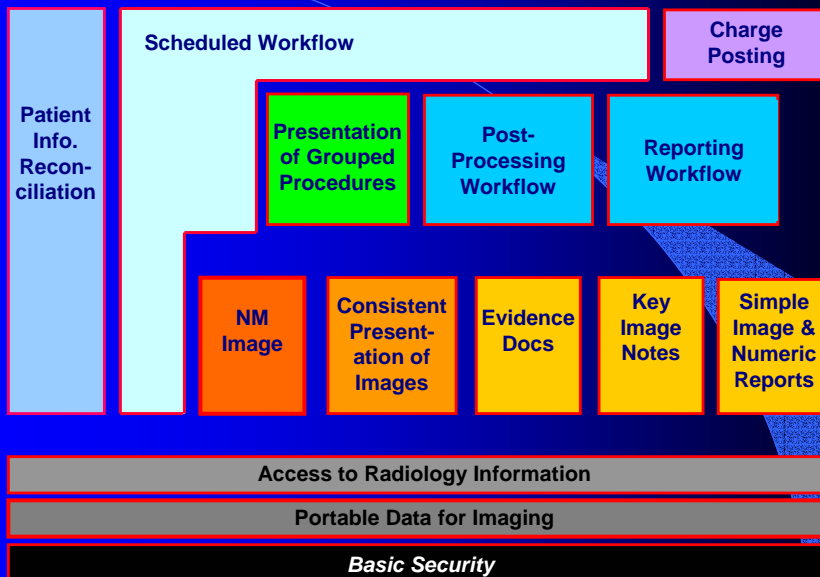 Scheduled Workflow
Charge
Posting
Patient
Info.
Recon-
ciliation
Presentation
of Grouped
Procedures
Post-
Processing
Workflow
Reporting
Workflow
NM
Image
Consistent
Present-
ation of
Images
Evidence
Docs
Key
Image
Notes
Simple
Image &
Numeric
Reports
Access to Radiology Information
Portable Data for Imaging
Basic Security